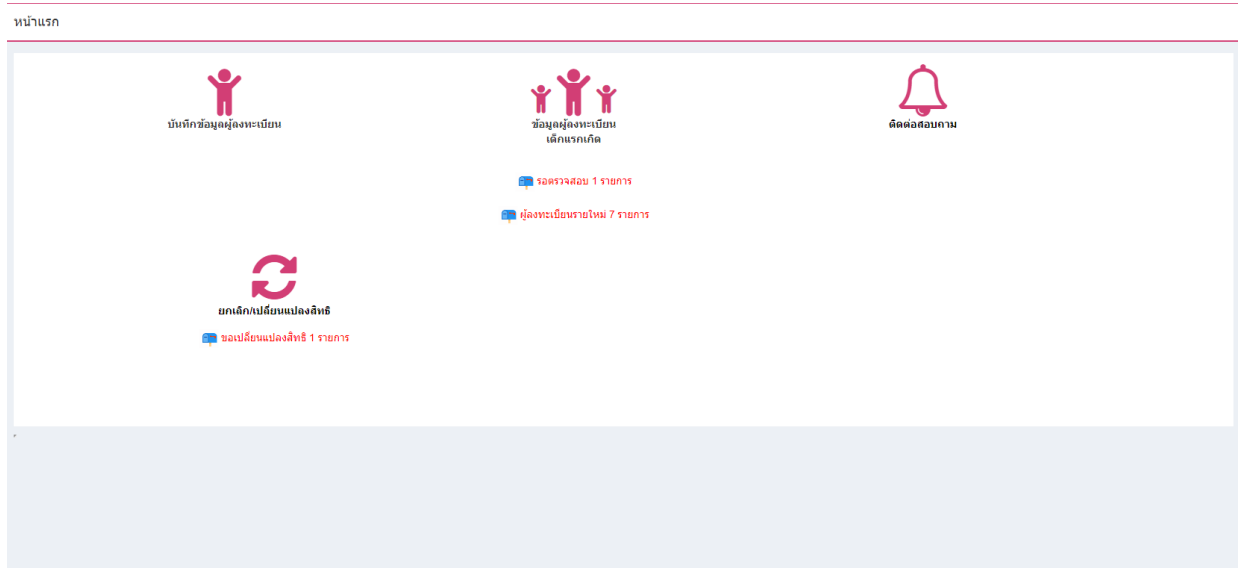 หน้าแรก
บันทึกข้อมูลผู้ลงทะเบียน
ข้อมูลผู้ลงทะเบียน
เด็กแรกเกิด
ติดต่อสอบถาม
รอตรวจสอบ 1 รายการ
ผู้ลงทะเบียนรายใหม่ 7 รายการ
ยกเลิก/เปลี่ยนแปลงสิทธิ
ขอเปลี่ยนแปลงสิทธิ 1 รายการ